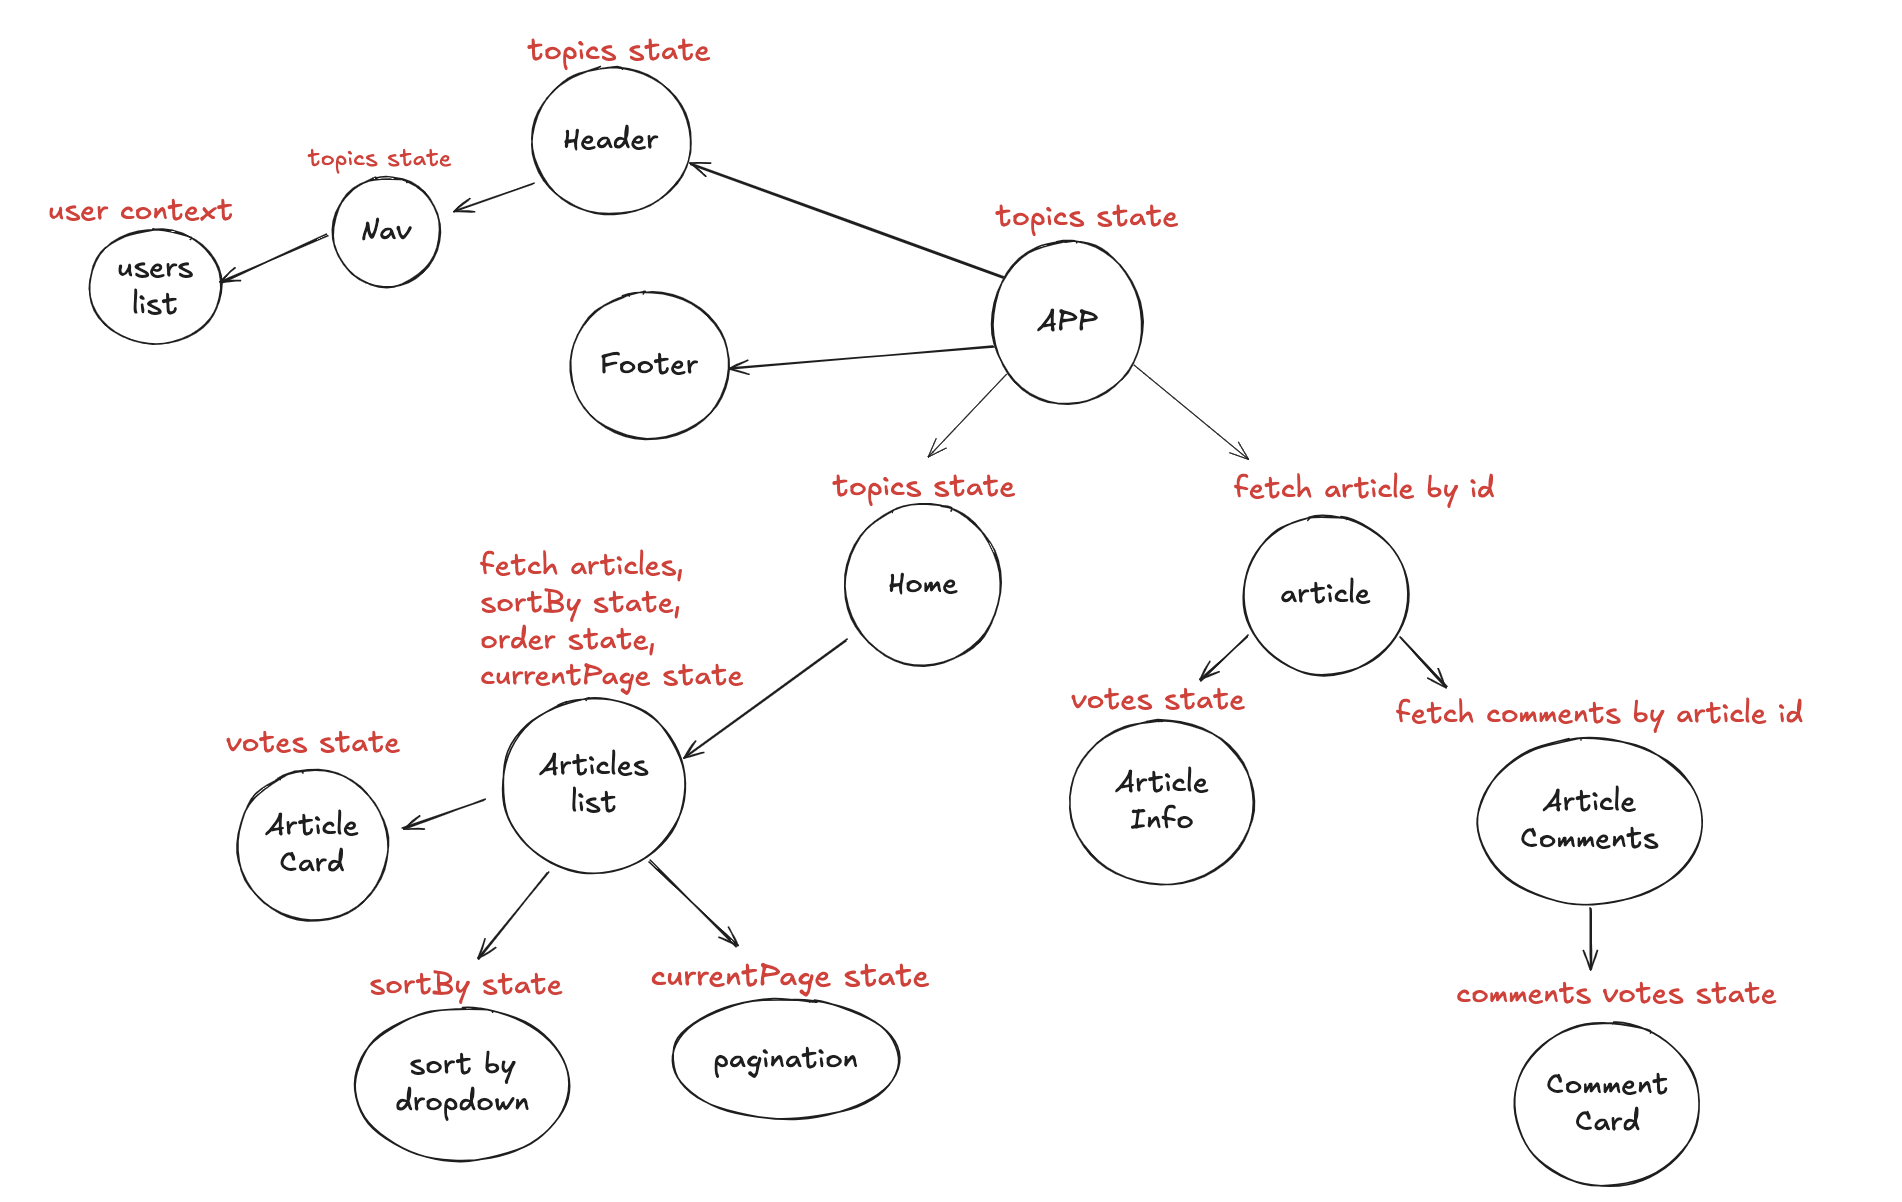 topics state
Header
topics state
Nav
user context
users
list
topics state
APP
Footer
topics state
Home
fetch article by id
article
fetch articles,
sortBy state,
order state,
currentPage state
Articles
list
votes state
Article
Card
votes state
Article
Info
fetch comments by article id
Article
Comments
sortBy state
sort by
dropdown
currentPage state
pagination
comments votes state
Comment
Card